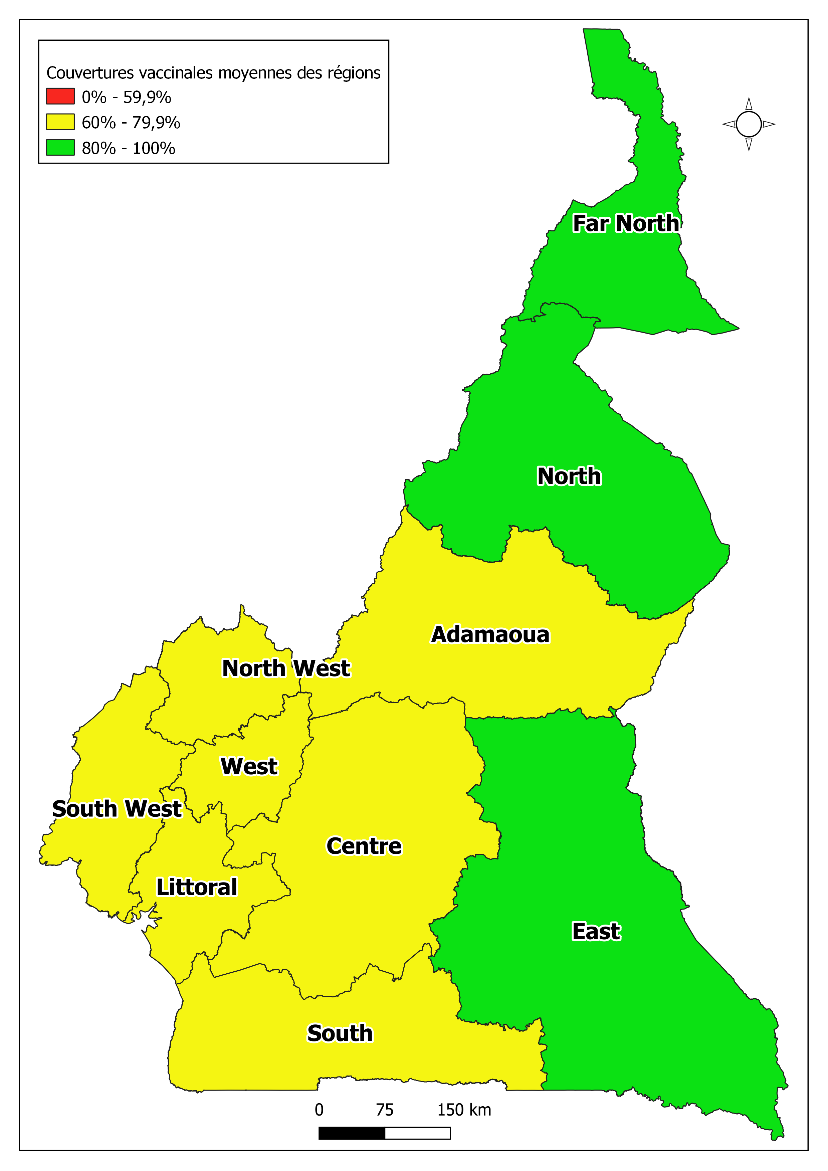 Couvertures vaccinales moyennes des régions
0% - 59,9%
60% - 79,9%
80% - 100%
Far North
North
Adamaoua
North West
West
South West
Centre
Littoral
East
South
0 75 150 km